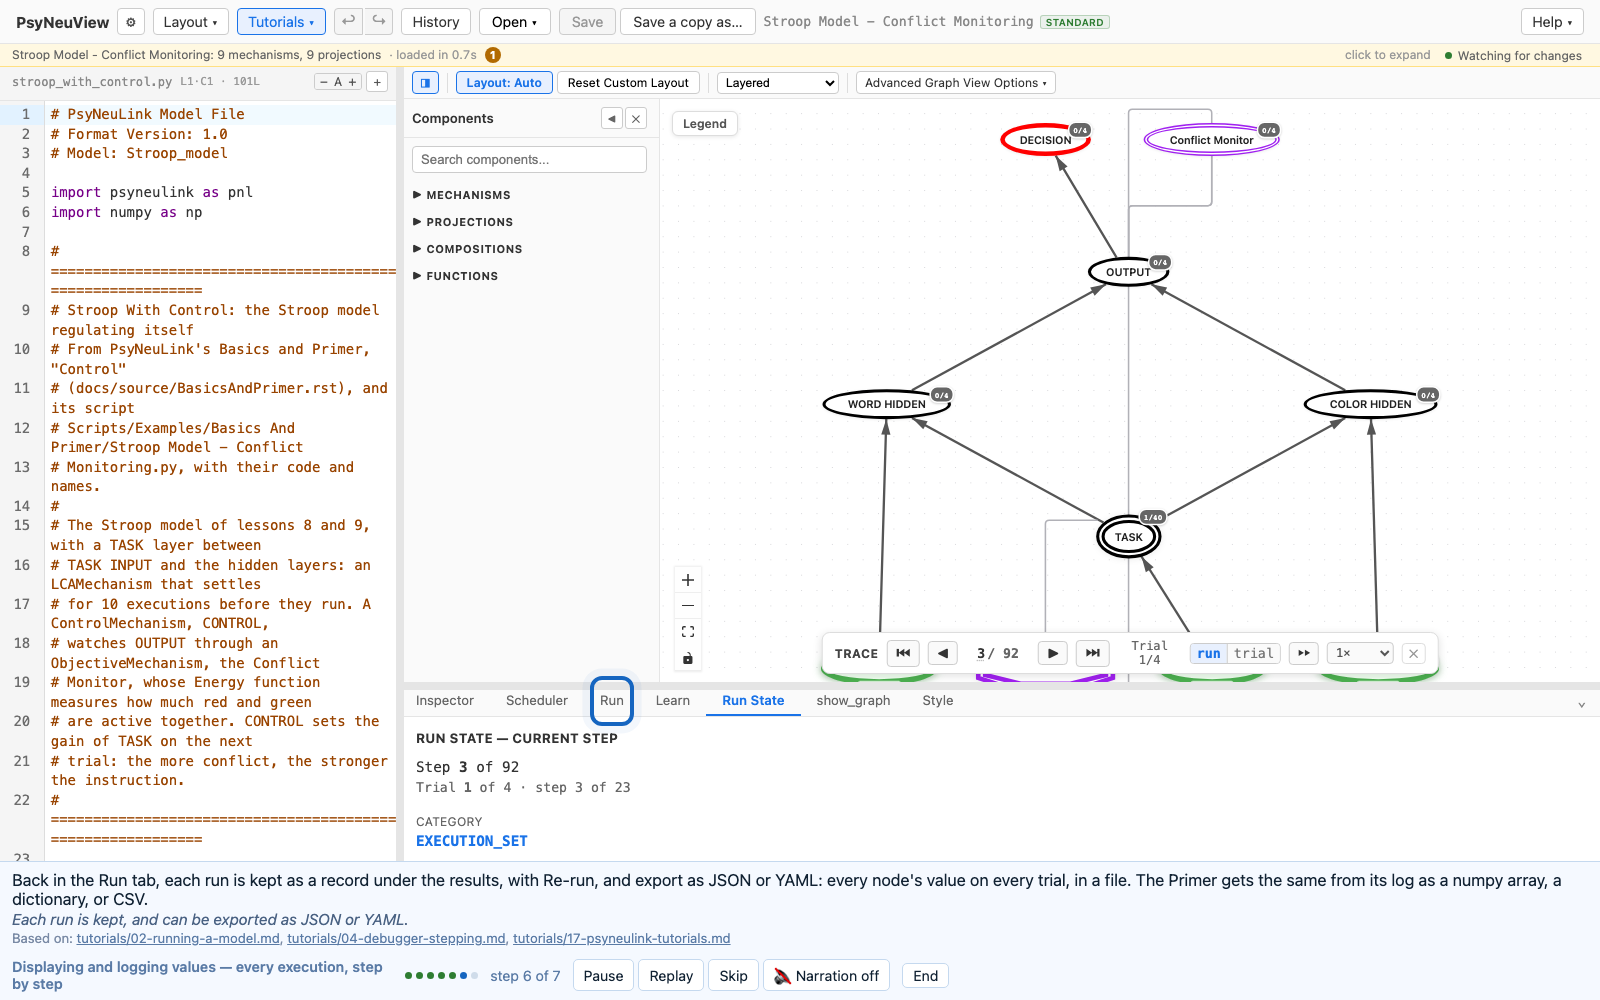 PsyNeuView ⚙ Layout ▾ Tutorials ▾ ↩ ↪ History Open ▾ Save Save a copy as... Stroop Model – Conflict Monitoring STANDARD Help ▾
Stroop Model - Conflict Monitoring: 9 mechanisms, 9 projections · loaded in 0.7s 1 click to expand Watching for changes
stroop_with_control.py L1·C1 · 101L − A + +
Layout: Auto Reset Custom Layout Layered Advanced Graph View Options ▾
1 # PsyNeuLink Model File
2 # Format Version: 1.0
3 # Model: Stroop_model
4
5 import psyneulink as pnl
6 import numpy as np
7
8 #
=========================================
==================
9 # Stroop With Control: the Stroop model
regulating itself
10 # From PsyNeuLink's Basics and Primer,
"Control"
11 # (docs/source/BasicsAndPrimer.rst), and
its script
12 # Scripts/Examples/Basics And
Primer/Stroop Model – Conflict
13 # Monitoring.py, with their code and
names.
14 #
15 # The Stroop model of lessons 8 and 9,
with a TASK layer between
16 # TASK INPUT and the hidden layers: an
LCAMechanism that settles
17 # for 10 executions before they run. A
ControlMechanism, CONTROL,
18 # watches OUTPUT through an
ObjectiveMechanism, the Conflict
19 # Monitor, whose Energy function
measures how much red and green
20 # are active together. CONTROL sets the
gain of TASK on the next
21 # trial: the more conflict, the stronger
the instruction.
22 #
=========================================
==================
23
Components ◀ ✕
Search components...
▶ MECHANISMS
▶ PROJECTIONS
▶ COMPOSITIONS
▶ FUNCTIONS
Legend
DECISION 0/4
Conflict Monitor 0/4
OUTPUT 0/4
WORD HIDDEN 0/4
COLOR HIDDEN 0/4
TASK 1/40
TRACE ⏮ ◀ 3 / 92 ▶ ⏭ Trial 1/4 run trial ▸▸ 1× ✕
Inspector Scheduler Run Learn Run State show_graph Style
RUN STATE — CURRENT STEP
Step 3 of 92
Trial 1 of 4 · step 3 of 23
CATEGORY
EXECUTION_SET
Back in the Run tab, each run is kept as a record under the results, with Re-run, and export as JSON or YAML: every node's value on every trial, in a file. The Primer gets the same from its log as a numpy array, a
dictionary, or CSV.
Each run is kept, and can be exported as JSON or YAML.
Based on: tutorials/02-running-a-model.md, tutorials/04-debugger-stepping.md, tutorials/17-psyneulink-tutorials.md
Displaying and logging values — every execution, step
by step
step 6 of 7 Pause Replay Skip Narration off End